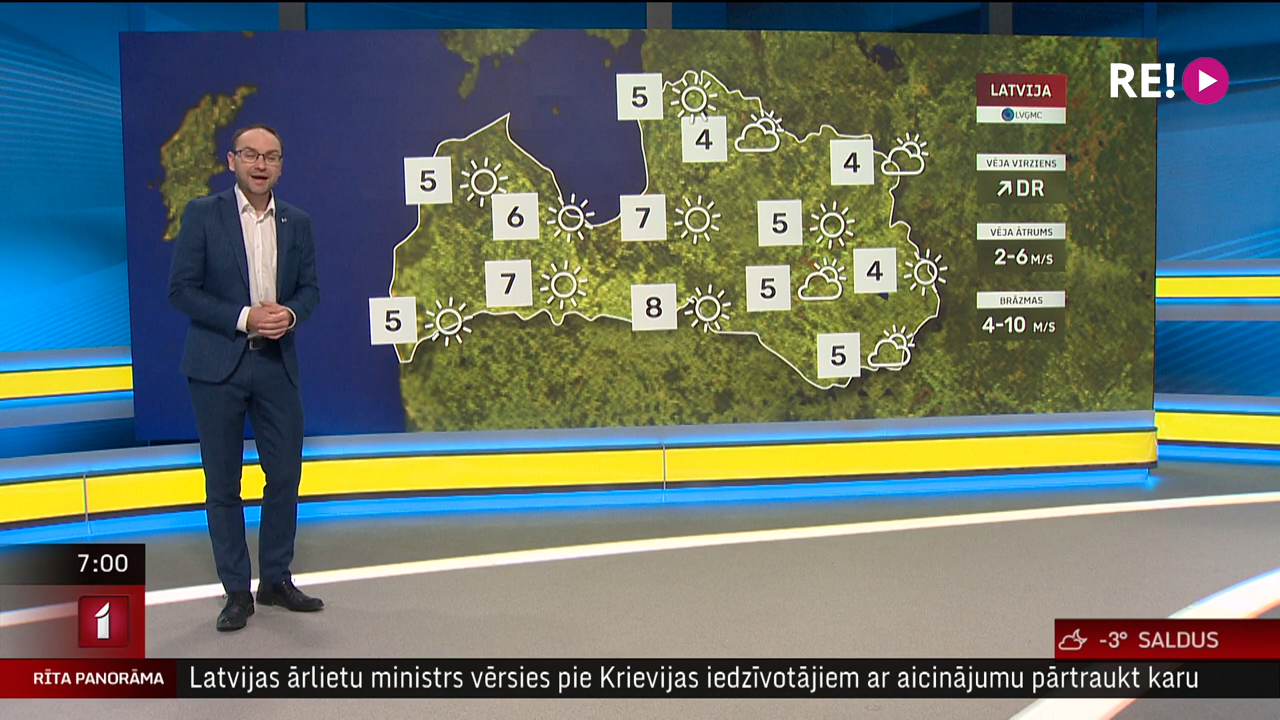 RE!
5
4
4
5
6
7
5
7
5
4
5
8
5
LATVIJA
LVĢMC
VĒJA VIRZIENS
DR
VĒJA ĀTRUMS
2-6 M/S
BRĀZMAS
4-10 M/S
7:00
1
-3° SALDUS
RĪTA PANORĀMA
Latvijas ārlietu ministrs vērsies pie Krievijas iedzīvotājiem ar aicinājumu pārtraukt karu